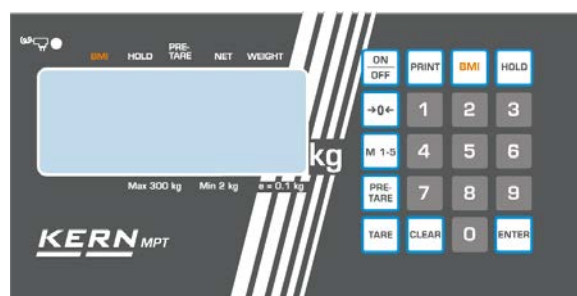 BMI HOLD PRE-TARE NET WEIGHT
kg
Max 300 kg Min 2 kg e = 0.1 kg
KERN MPT
ON OFF PRINT BMI HOLD
→0← 1 2 3
M 1-5 4 5 6
PRE-TARE 7 8 9
TARE CLEAR 0 ENTER